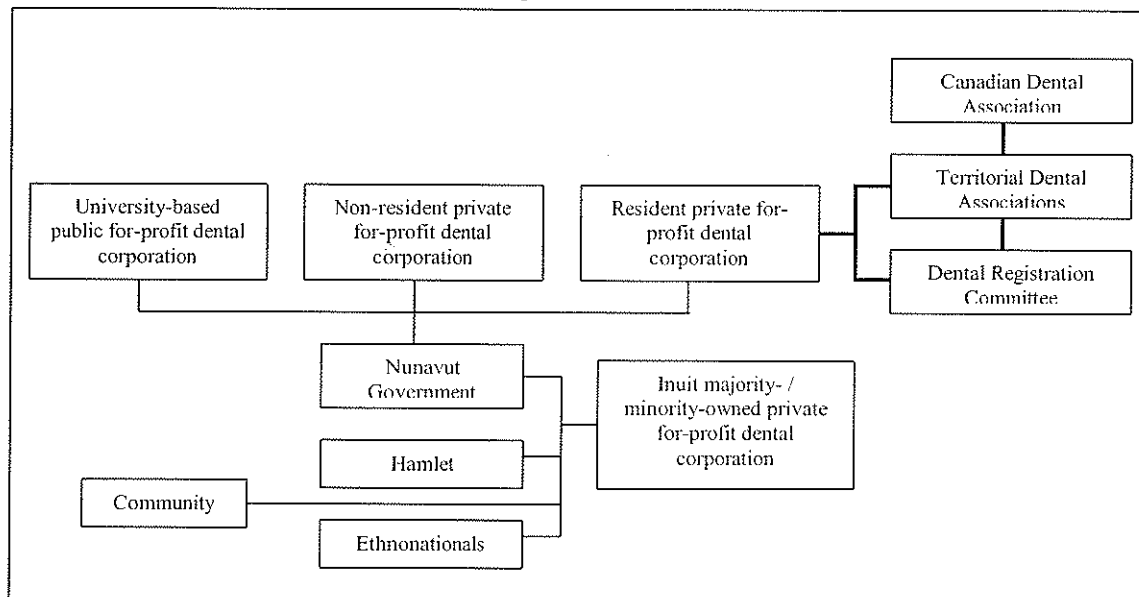 Canadian Dental
Association
Territorial Dental
Associations
Dental Registration
Committee
University-based
public for-profit dental
corporation
Non-resident private
for-profit dental
corporation
Resident private for-
profit dental
corporation
Nunavut
Government
Inuit majority- /
minority-owned private
for-profit dental
corporation
Hamlet
Community
Ethnonationals